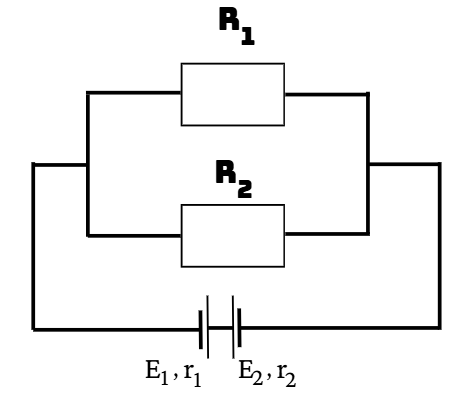 R₁
R₂
E₁, r₁ E₂, r₂